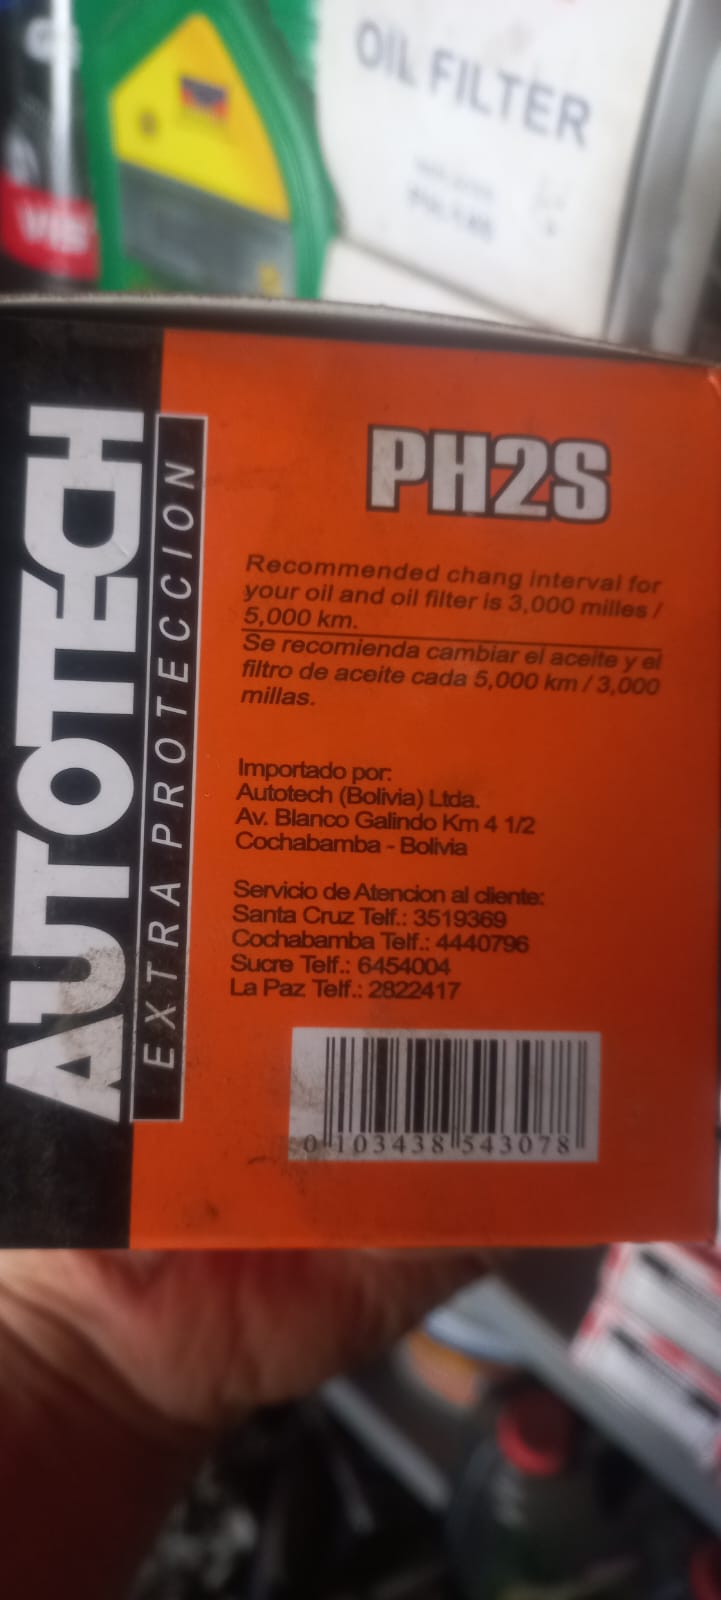 OIL FILTER
AUTOTECH
EXTRA PROTECCION
PH2S
Recommended chang interval for
your oil and oil filter is 3,000 milles /
5,000 km.
Se recomienda cambiar el aceite y el
filtro de aceite cada 5,000 km / 3,000
millas.
Importado por:
Autotech (Bolivia) Ltda.
Av. Blanco Galindo Km 4 1/2
Cochabamba - Bolivia
Servicio de Atencion al cliente:
Santa Cruz Telf.: 3519369
Cochabamba Telf.: 4440796
Sucre Telf.: 6454004
La Paz Telf.: 2822417
0 103438 543078